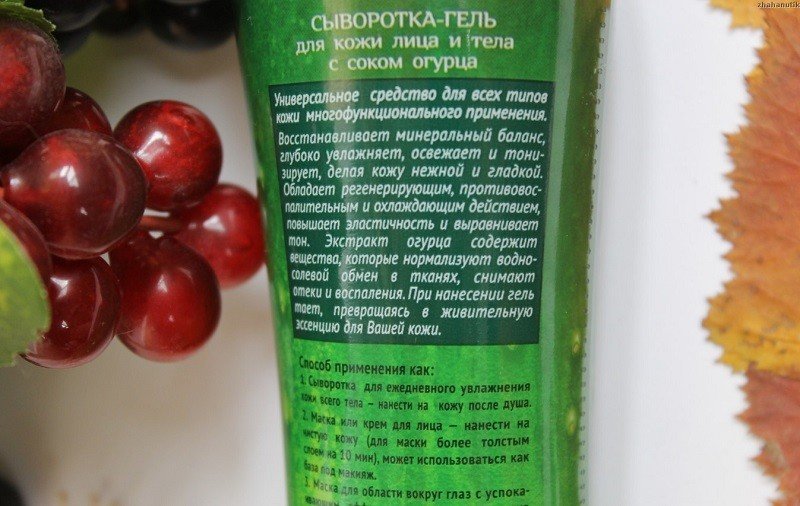 zhahanutik
СЫВОРОТКА-ГЕЛЬ
для кожи лица и тела
с соком огурца
Универсальное средство для всех типов
кожи многофункционального применения.
Восстанавливает минеральный баланс,
глубоко увлажняет, освежает и тони-
зирует, делая кожу нежной и гладкой.
Обладает регенерирующим, противовос-
палительным и охлаждающим действием,
повышает эластичность и выравнивает
тон. Экстракт огурца содержит
вещества, которые нормализуют водно-
солевой обмен в тканях, снимают
отеки и воспаления. При нанесении гель
тает, превращаясь в живительную
эссенцию для Вашей кожи.
Способ применения как:
1. Сыворотка для ежедневного увлажнения
кожи всего тела – нанести на кожу после душа.
2. Маска или крем для лица — нанести на
чистую кожу (для маски более толстым
слоем на 10 мин), может использоваться как
база под макияж.
3. Маска для области вокруг глаз с успока-